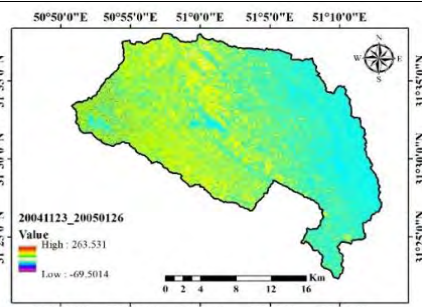 50°50'0"E 50°55'0"E 51°0'0"E 51°5'0"E 51°10'0"E
N
W E
S
20041123_20050126
Value
High : 263.531
Low : -69.5014
Km
0 2 4 8 12 16